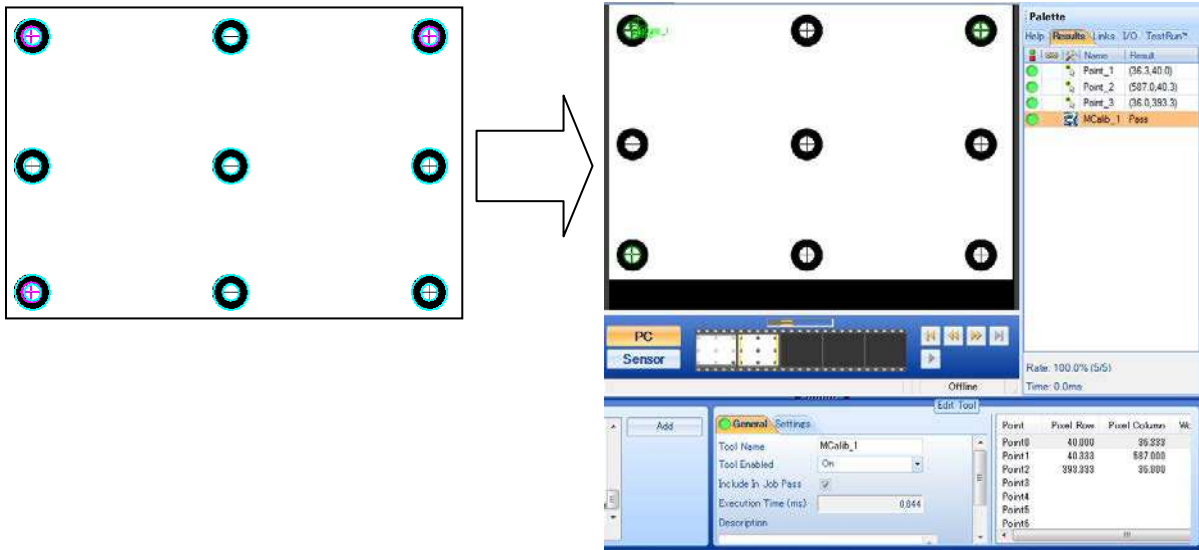 Palette
Help Results Links I/O TestRun™
Name Result
Point_1 (36.3,40.0)
Point_2 (587.0,40.3)
Point_3 (36.0,393.3)
MCalib_1 Pass
PC
Sensor
Offline
Rate: 100.0% (5/5)
Time: 0.0ms
Edit Tool
Add
General Settings
Tool Name MCalib_1
Tool Enabled On
Include In Job Pass
Execution Time (ms) 0.044
Description
Point Pixel Row Pixel Column Wo
Point0 40.000 36.333
Point1 40.333 587.000
Point2 393.333 36.000
Point3
Point4
Point5
Point6